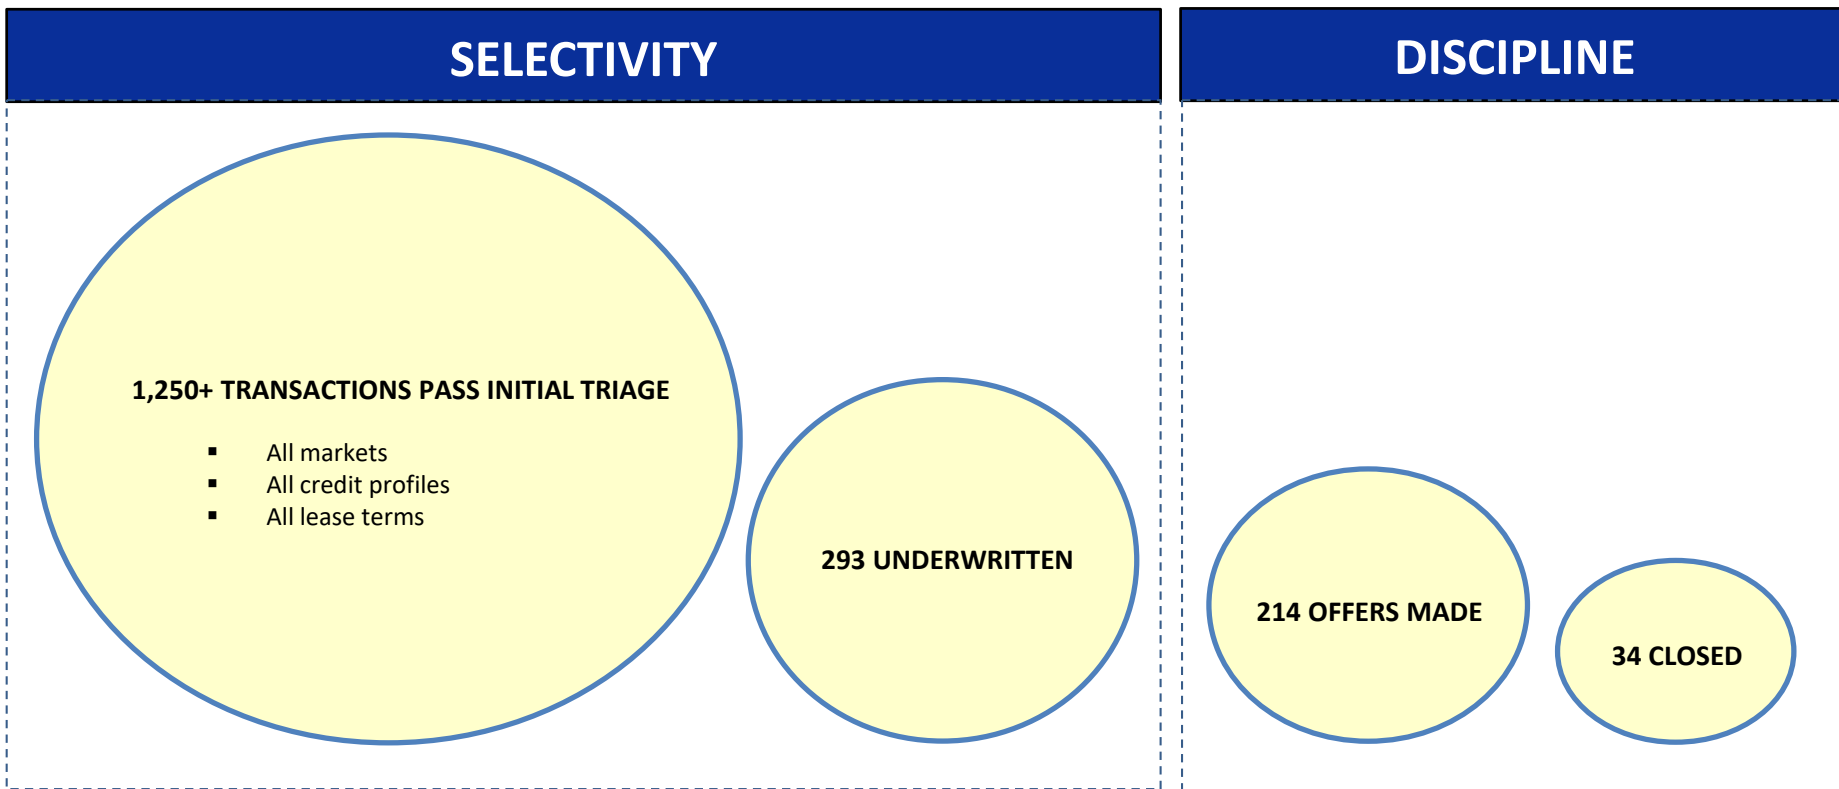 SELECTIVITY
1,250+ TRANSACTIONS PASS INITIAL TRIAGE
▪ All markets
▪ All credit profiles
▪ All lease terms
293 UNDERWRITTEN
DISCIPLINE
214 OFFERS MADE
34 CLOSED